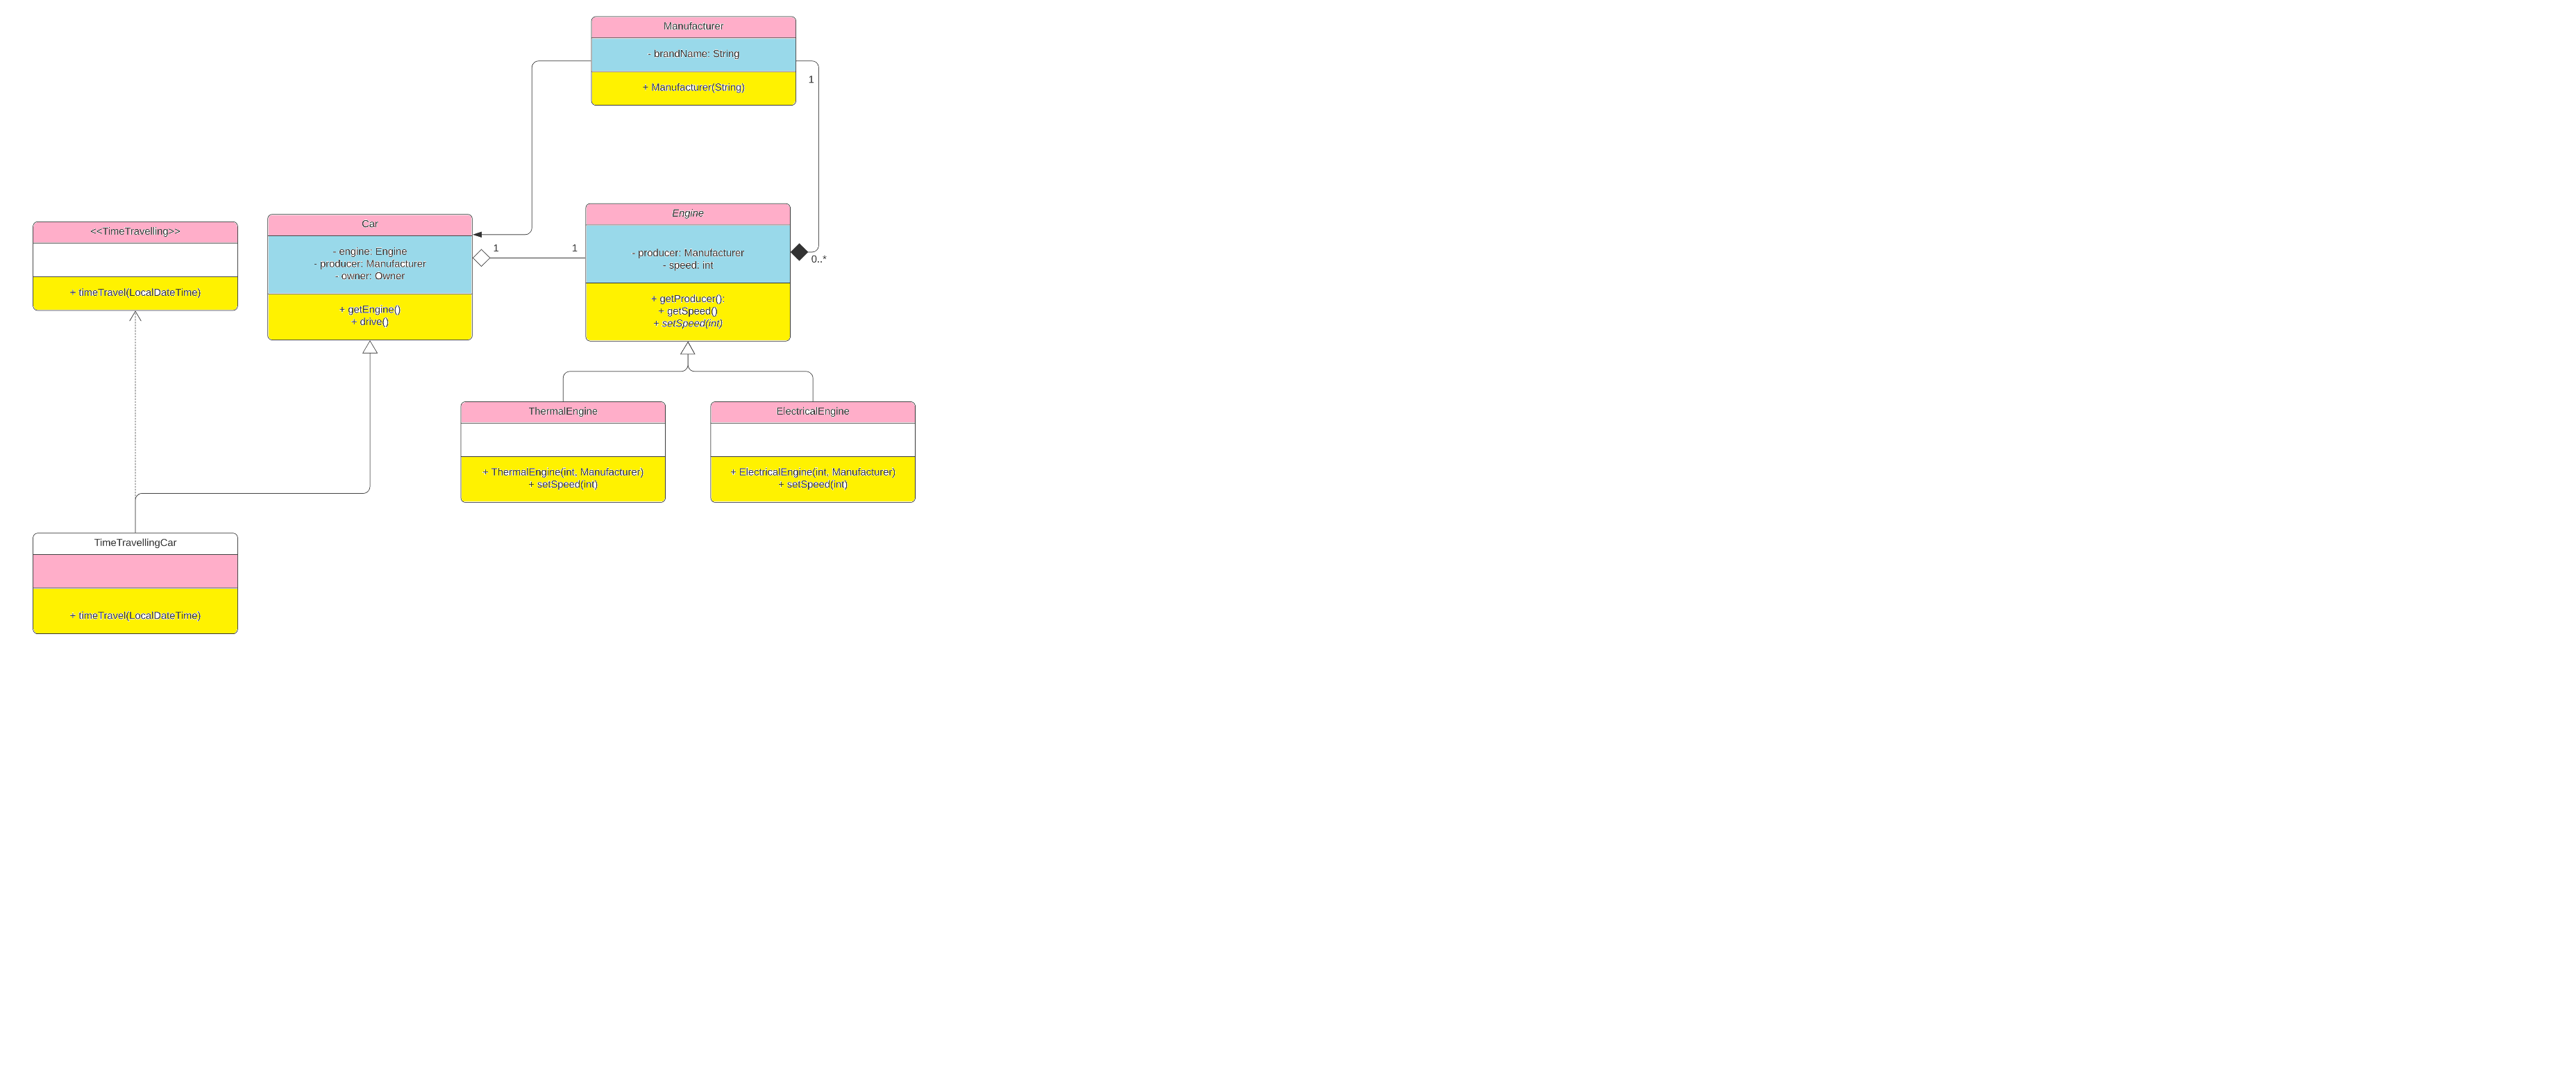 Manufacturer
- brandName: String
+ Manufacturer(String)
1
<<TimeTravelling>>
+ timeTravel(LocalDateTime)
Car
- engine: Engine
- producer: Manufacturer
- owner: Owner
+ getEngine()
+ drive()
1
1
Engine
- producer: Manufacturer
- speed: int
+ getProducer():
+ getSpeed()
+ setSpeed(int)
0..*
ThermalEngine
+ ThermalEngine(int, Manufacturer)
+ setSpeed(int)
ElectricalEngine
+ ElectricalEngine(int, Manufacturer)
+ setSpeed(int)
TimeTravellingCar
+ timeTravel(LocalDateTime)